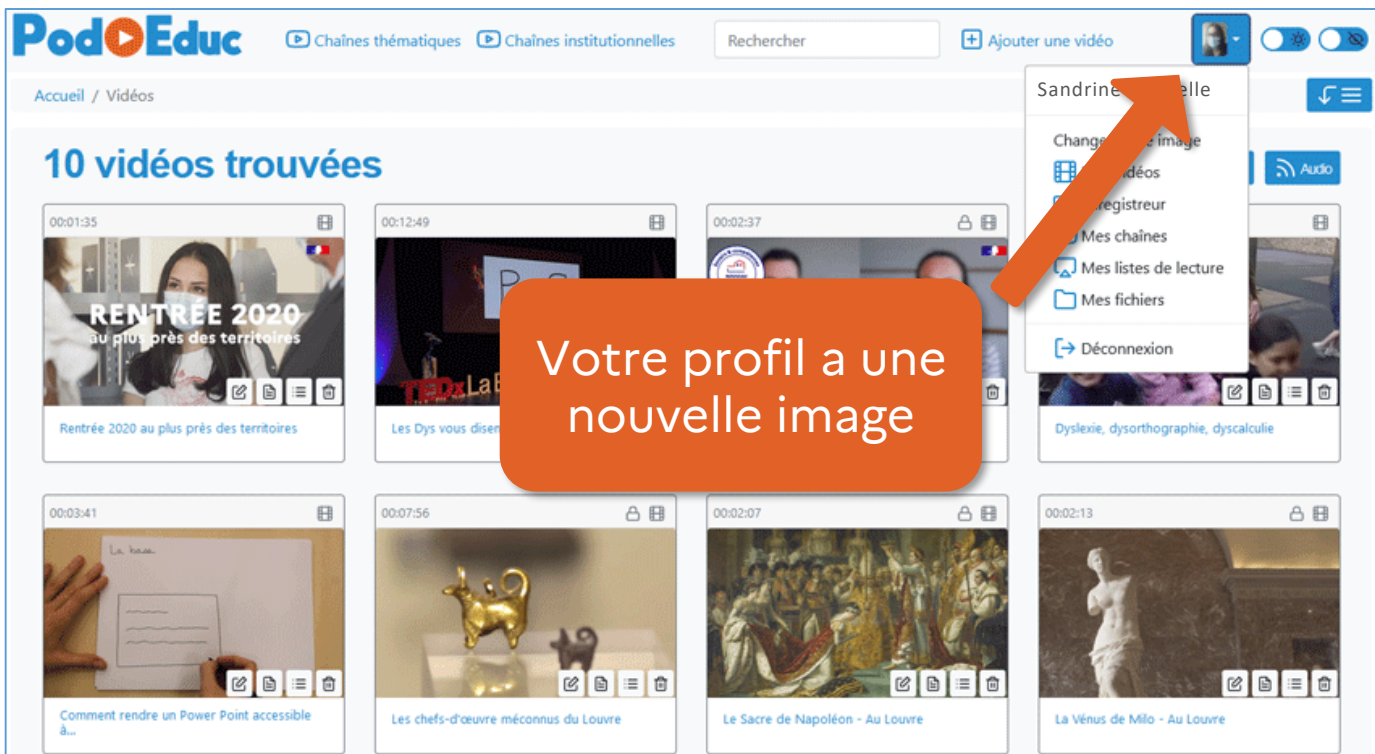 PodEduc
Chaînes thématiques
Chaînes institutionnelles
Rechercher
Ajouter une vidéo
Accueil / Vidéos
Sandrine elle
10 vidéos trouvées
Audio
Change image
Mes chaînes
Mes listes de lecture
Mes fichiers
Déconnexion
00:01:35
00:12:49
00:02:37
RENTRÉE 2020
au plus près des territoires
TEDxLa
Votre profil a une
nouvelle image
Rentrée 2020 au plus près des territoires
Les Dys vous
Dyslexie, dysorthographie, dyscalculie
00:03:41
00:07:56
00:02:07
00:02:13
La base
Comment rendre un Power Point accessible
à...
Les chefs-d'œuvre méconnus du Louvre
Le Sacre de Napoléon - Au Louvre
La Vénus de Milo - Au Louvre